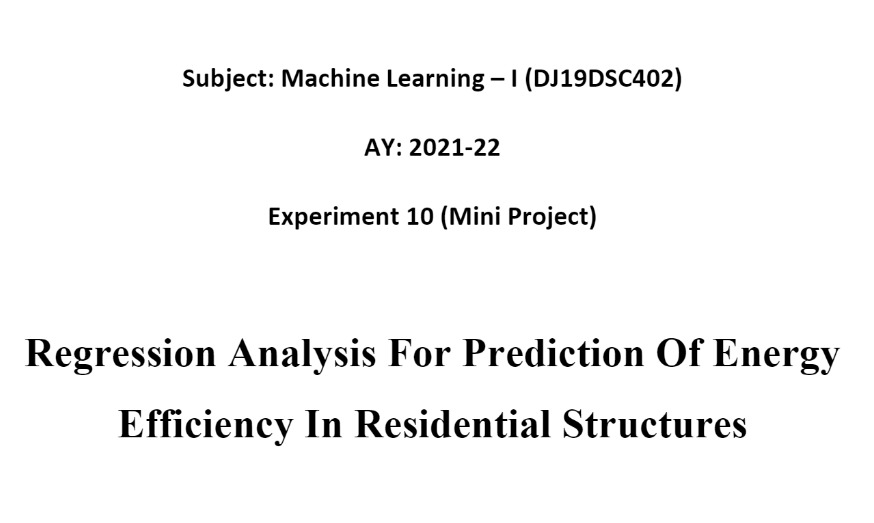 Subject: Machine Learning – I (DJ19DSC402)
AY: 2021-22
Experiment 10 (Mini Project)
Regression Analysis For Prediction Of Energy
Efficiency In Residential Structures